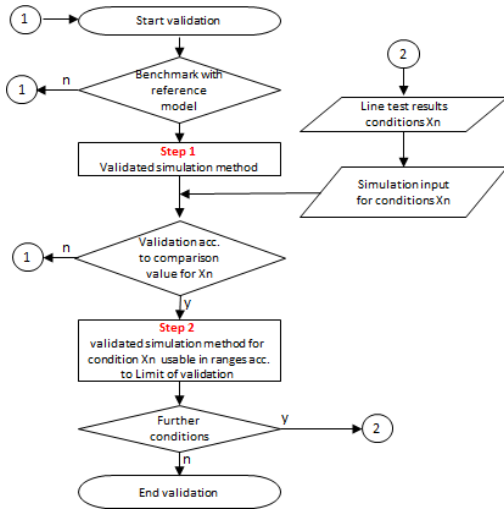 1
Start validation
2
n
Benchmark with
reference
model
1
Line test results
conditions Xn
Step 1
Validated simulation method
Simulation input
for conditions Xn
n
Validation acc.
to comparison
value for Xn
1
y
Step 2
validated simulation method for
condition Xn usable in ranges acc.
to Limit of validation
Further
conditions
y
2
n
End validation